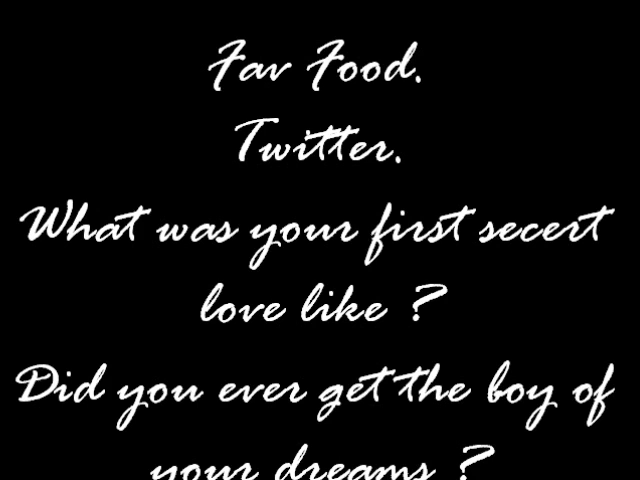 Fav Food.
Twitter.
What was your first secert
love like ?
Did you ever get the boy of
your dreams ?